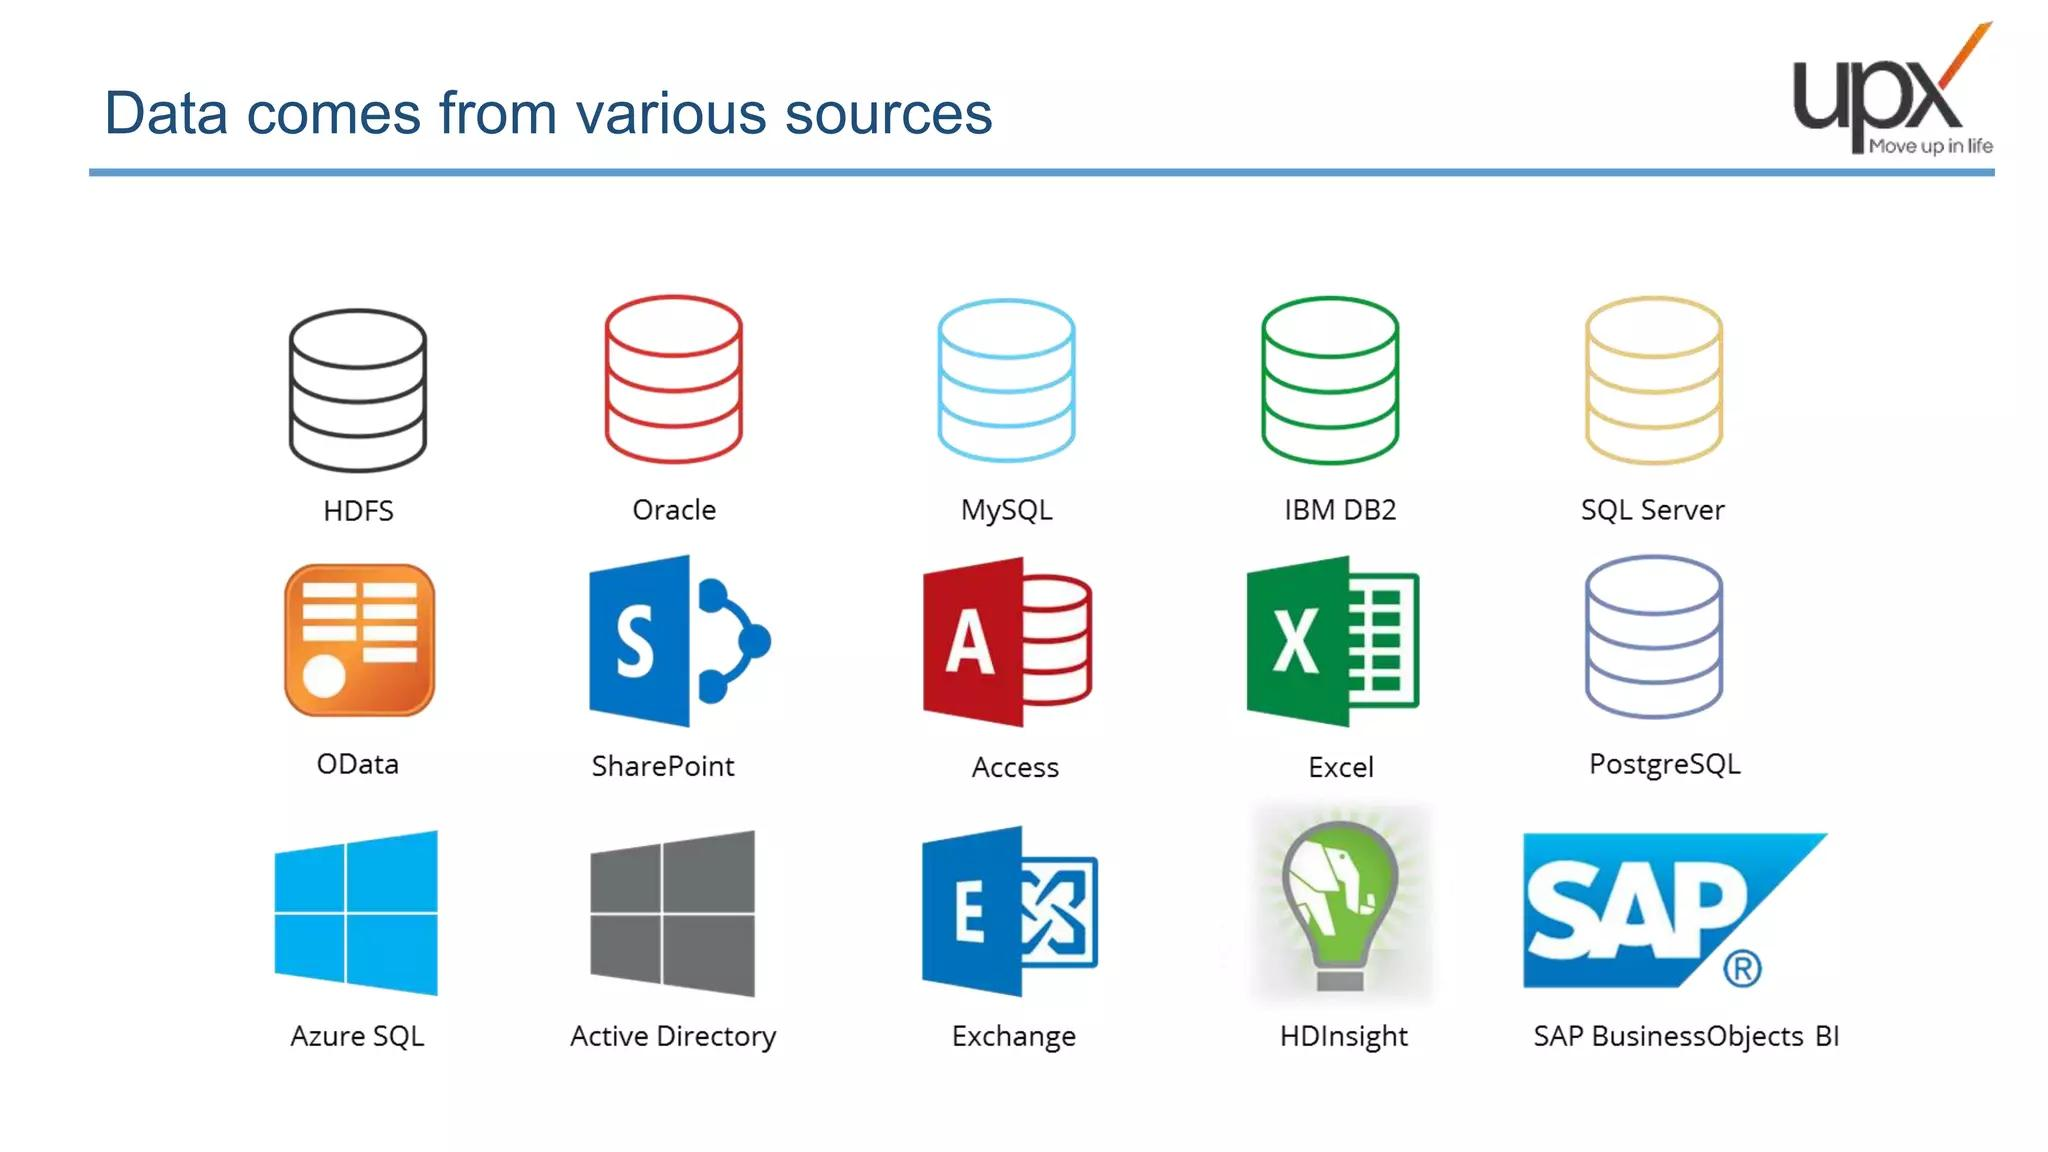 Data comes from various sources
upx
Move up in life
HDFS
Oracle
MySQL
IBM DB2
SQL Server
S
A
X
OData
SharePoint
Access
Excel
PostgreSQL
E
SAP
®
Azure SQL
Active Directory
Exchange
HDInsight
SAP BusinessObjects BI